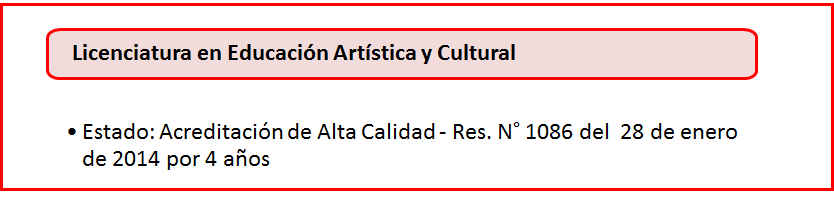 Licenciatura en Educación Artística y Cultural
• Estado: Acreditación de Alta Calidad - Res. N° 1086 del  28 de enero
de 2014 por 4 años